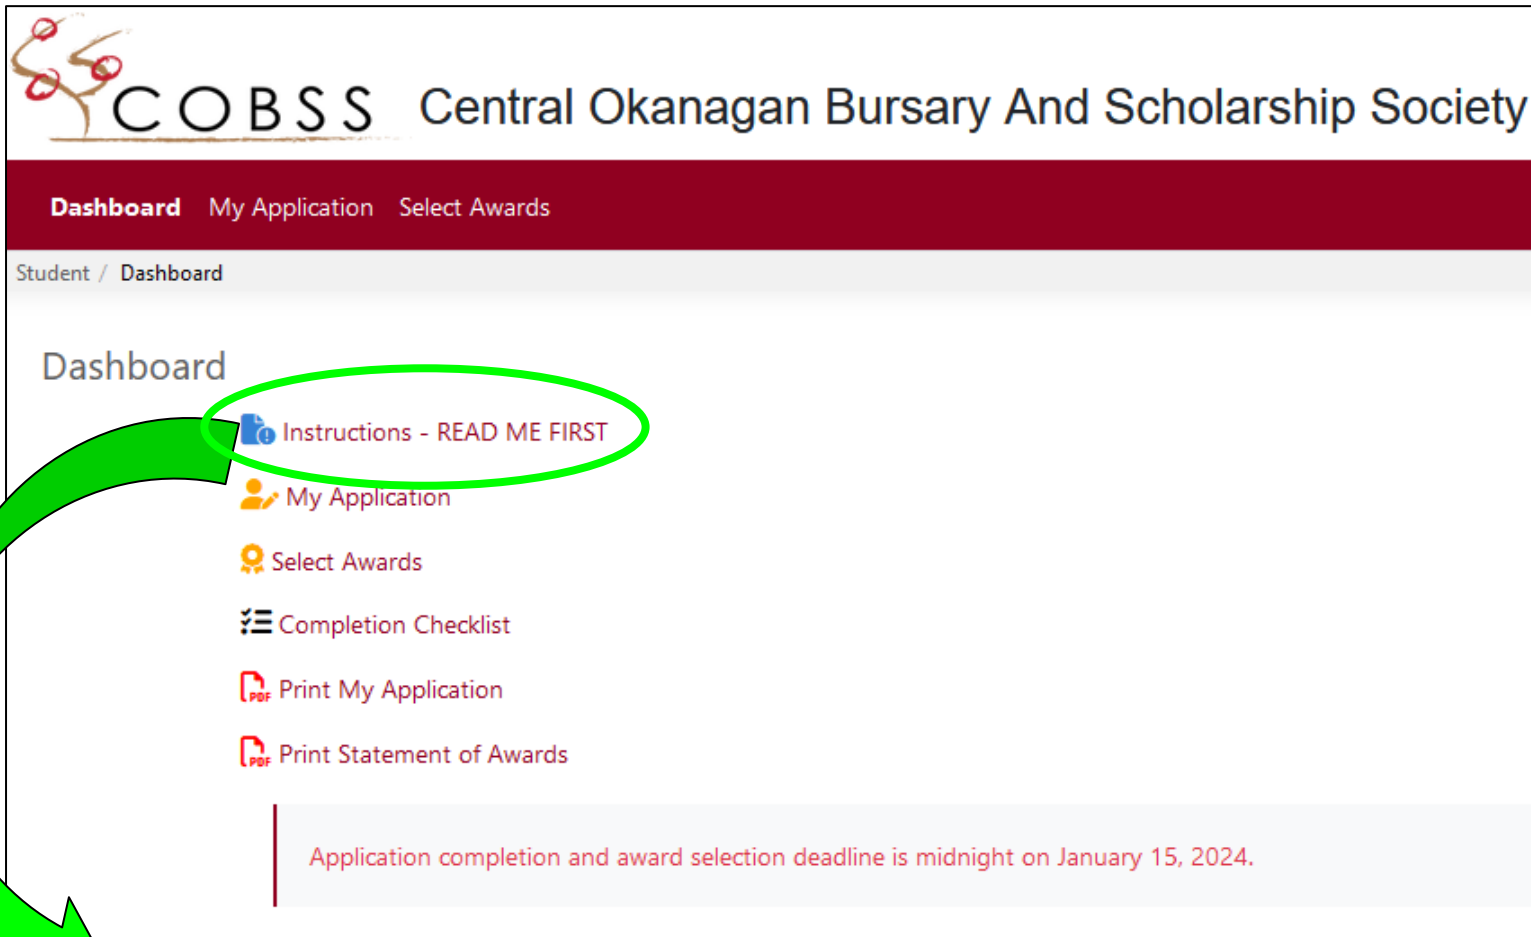 COBSS Central Okanagan Bursary And Scholarship Society
Dashboard My Application Select Awards
Student / Dashboard
Dashboard
Instructions - READ ME FIRST
My Application
Select Awards
Completion Checklist
PDF Print My Application
PDF Print Statement of Awards
Application completion and award selection deadline is midnight on January 15, 2024.